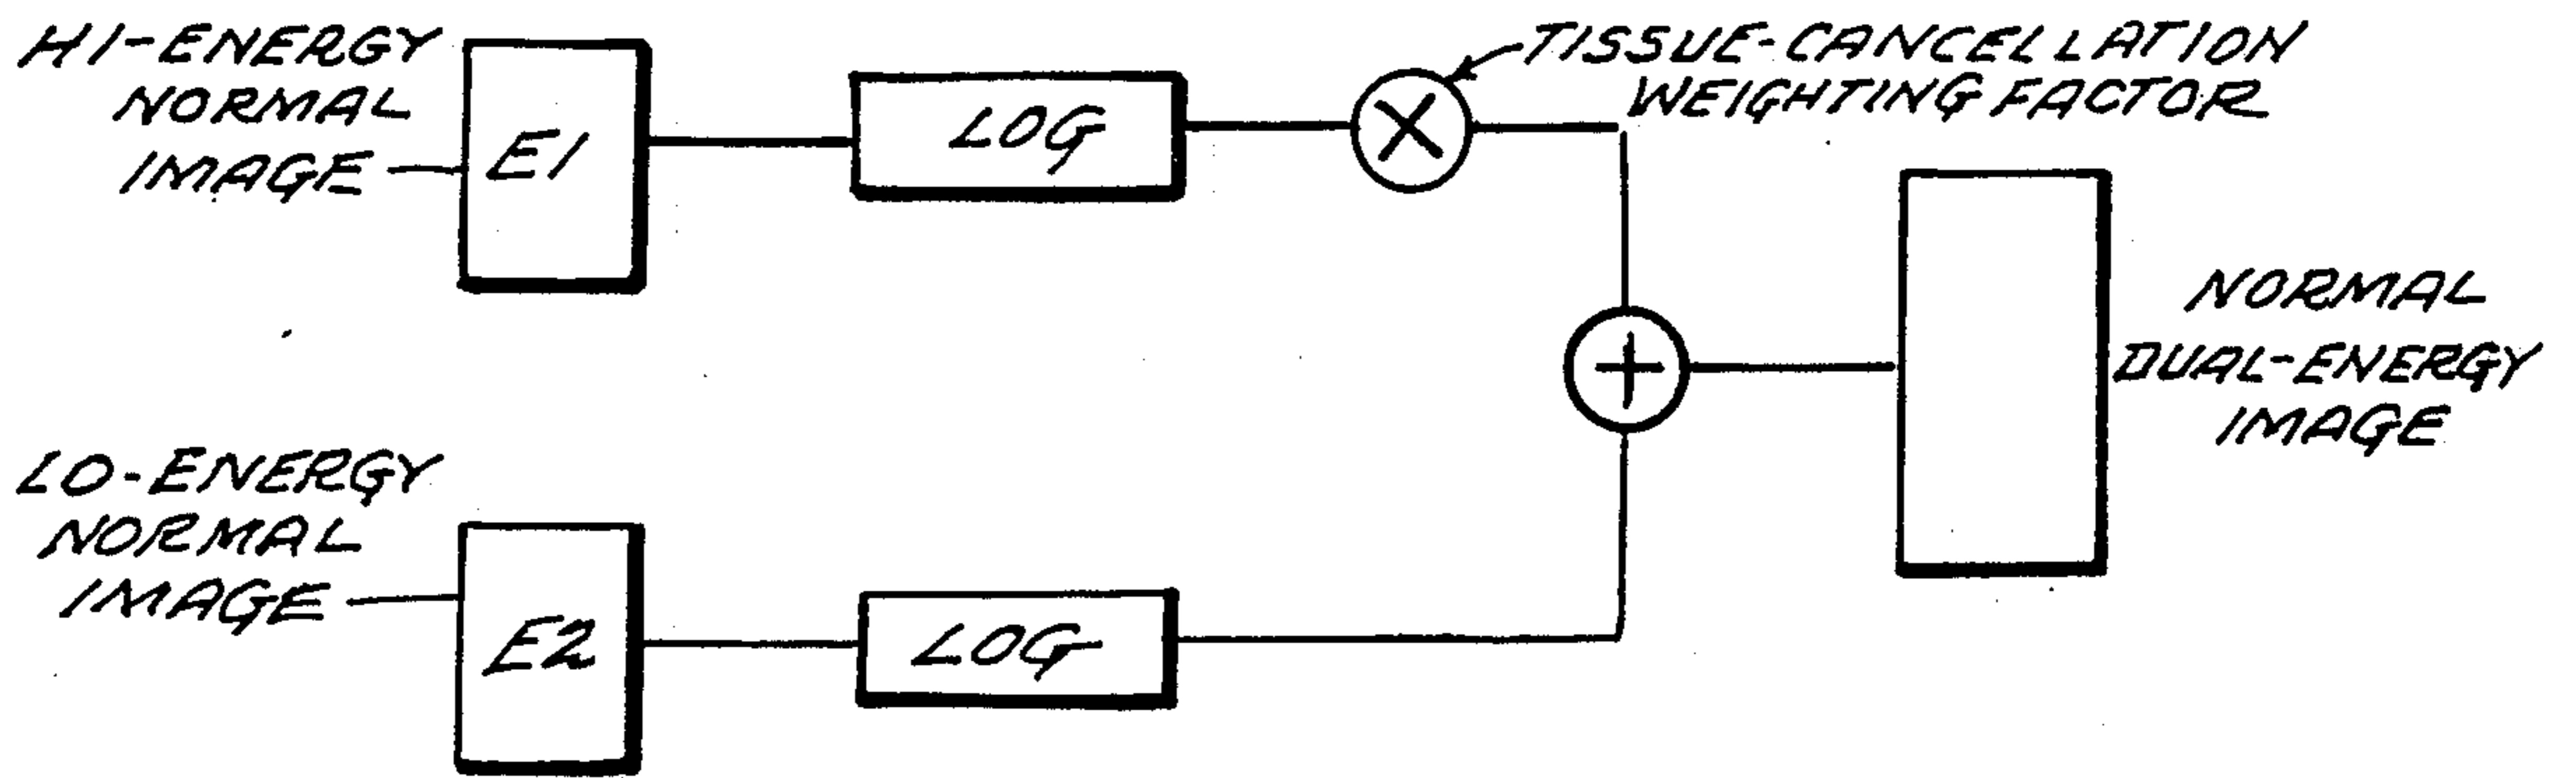 HI-ENERGY
NORMAL
IMAGE
E1
LOG
TISSUE-CANCELLATION
WEIGHTING FACTOR
NORMAL
DUAL-ENERGY
IMAGE
LO-ENERGY
NORMAL
IMAGE
E2
LOG